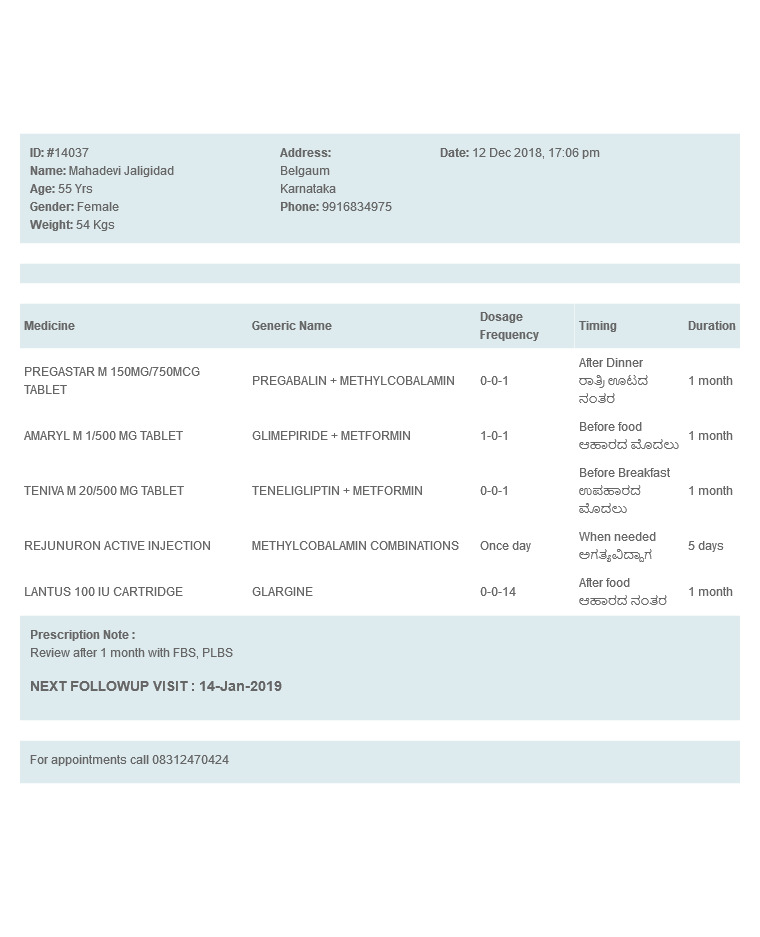 ID: #14037
Name: Mahadevi Jaligidad
Age: 55 Yrs
Gender: Female
Weight: 54 Kgs
Address:
Belgaum
Karnataka
Phone: 9916834975
Date: 12 Dec 2018, 17:06 pm
Medicine Generic Name Dosage Frequency Timing Duration
PREGASTAR M 150MG/750MCG
TABLET
PREGABALIN + METHYLCOBALAMIN
0-0-1
After Dinner
ರಾತ್ರಿ ಊಟದ
ನಂತರ
1 month
AMARYL M 1/500 MG TABLET
GLIMEPIRIDE + METFORMIN
1-0-1
Before food
ಆಹಾರದ ಮೊದಲು
1 month
TENIVA M 20/500 MG TABLET
TENELIGLIPTIN + METFORMIN
0-0-1
Before Breakfast
ಉಪಹಾರದ
ಮೊದಲು
1 month
REJUNURON ACTIVE INJECTION
METHYLCOBALAMIN COMBINATIONS
Once day
When needed
ಅಗತ್ಯವಿದ್ದಾಗ
5 days
LANTUS 100 IU CARTRIDGE
GLARGINE
0-0-14
After food
ಆಹಾರದ ನಂತರ
1 month
Prescription Note :
Review after 1 month with FBS, PLBS
NEXT FOLLOWUP VISIT : 14-Jan-2019
For appointments call 08312470424